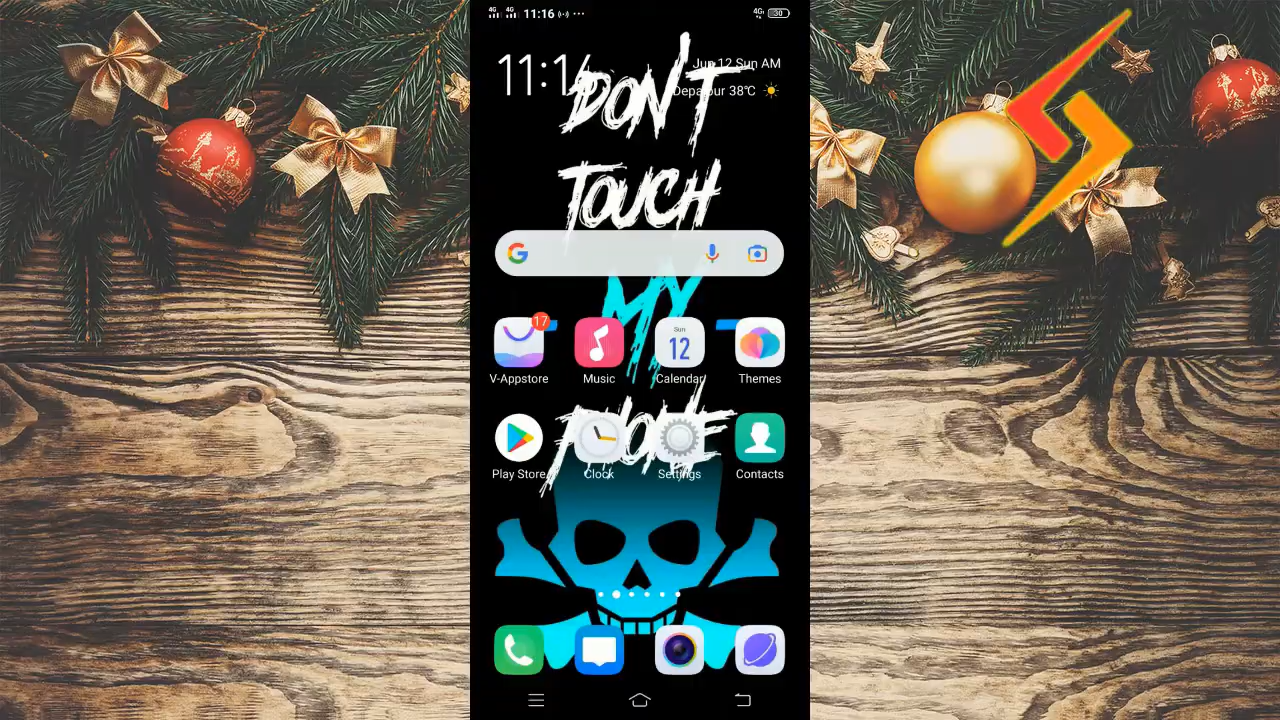 4G 4G 11:16 4G 30
11:16 Jun 12 Sun AM
Depalpur 38°C
DON'T
TOUCH
MY
PHONE
17
Sun
12
V-Appstore Music Calendar Themes
Play Store Clock Settings Contacts